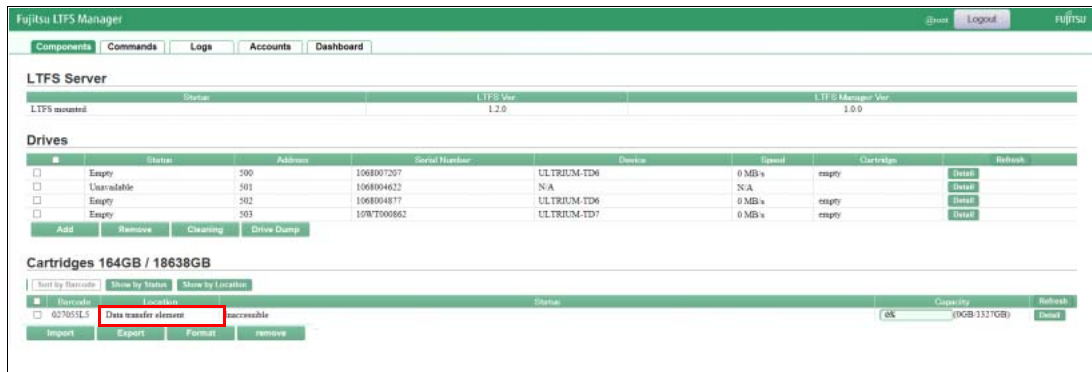 Fujitsu LTFS Manager @root Logout FUJITSU
Components Commands Logs Accounts Dashboard
LTFS Server
Status LTFS Ver LTFS Manager Ver
LTFS mounted 1.2.0 1.0.0
Drives
Status Address Serial Number Device Speed Cartridge Refresh
Empty 500 1068007207 ULTRIUM-TD6 0 MB/s empty Detail
Unavailable 501 1068004622 N/A N/A Detail
Empty 502 1068004877 ULTRIUM-TD6 0 MB/s empty Detail
Empty 503 10WT000862 ULTRIUM-TD7 0 MB/s empty Detail
Add Remove Cleaning Drive Dump
Cartridges 164GB / 18638GB
Sort by Barcode Show by Status Show by Location
Barcode Location Status Capacity Refresh
027055L5 Data transfer element inaccessible 0% (0GB/1327GB) Detail
Import Export Format remove